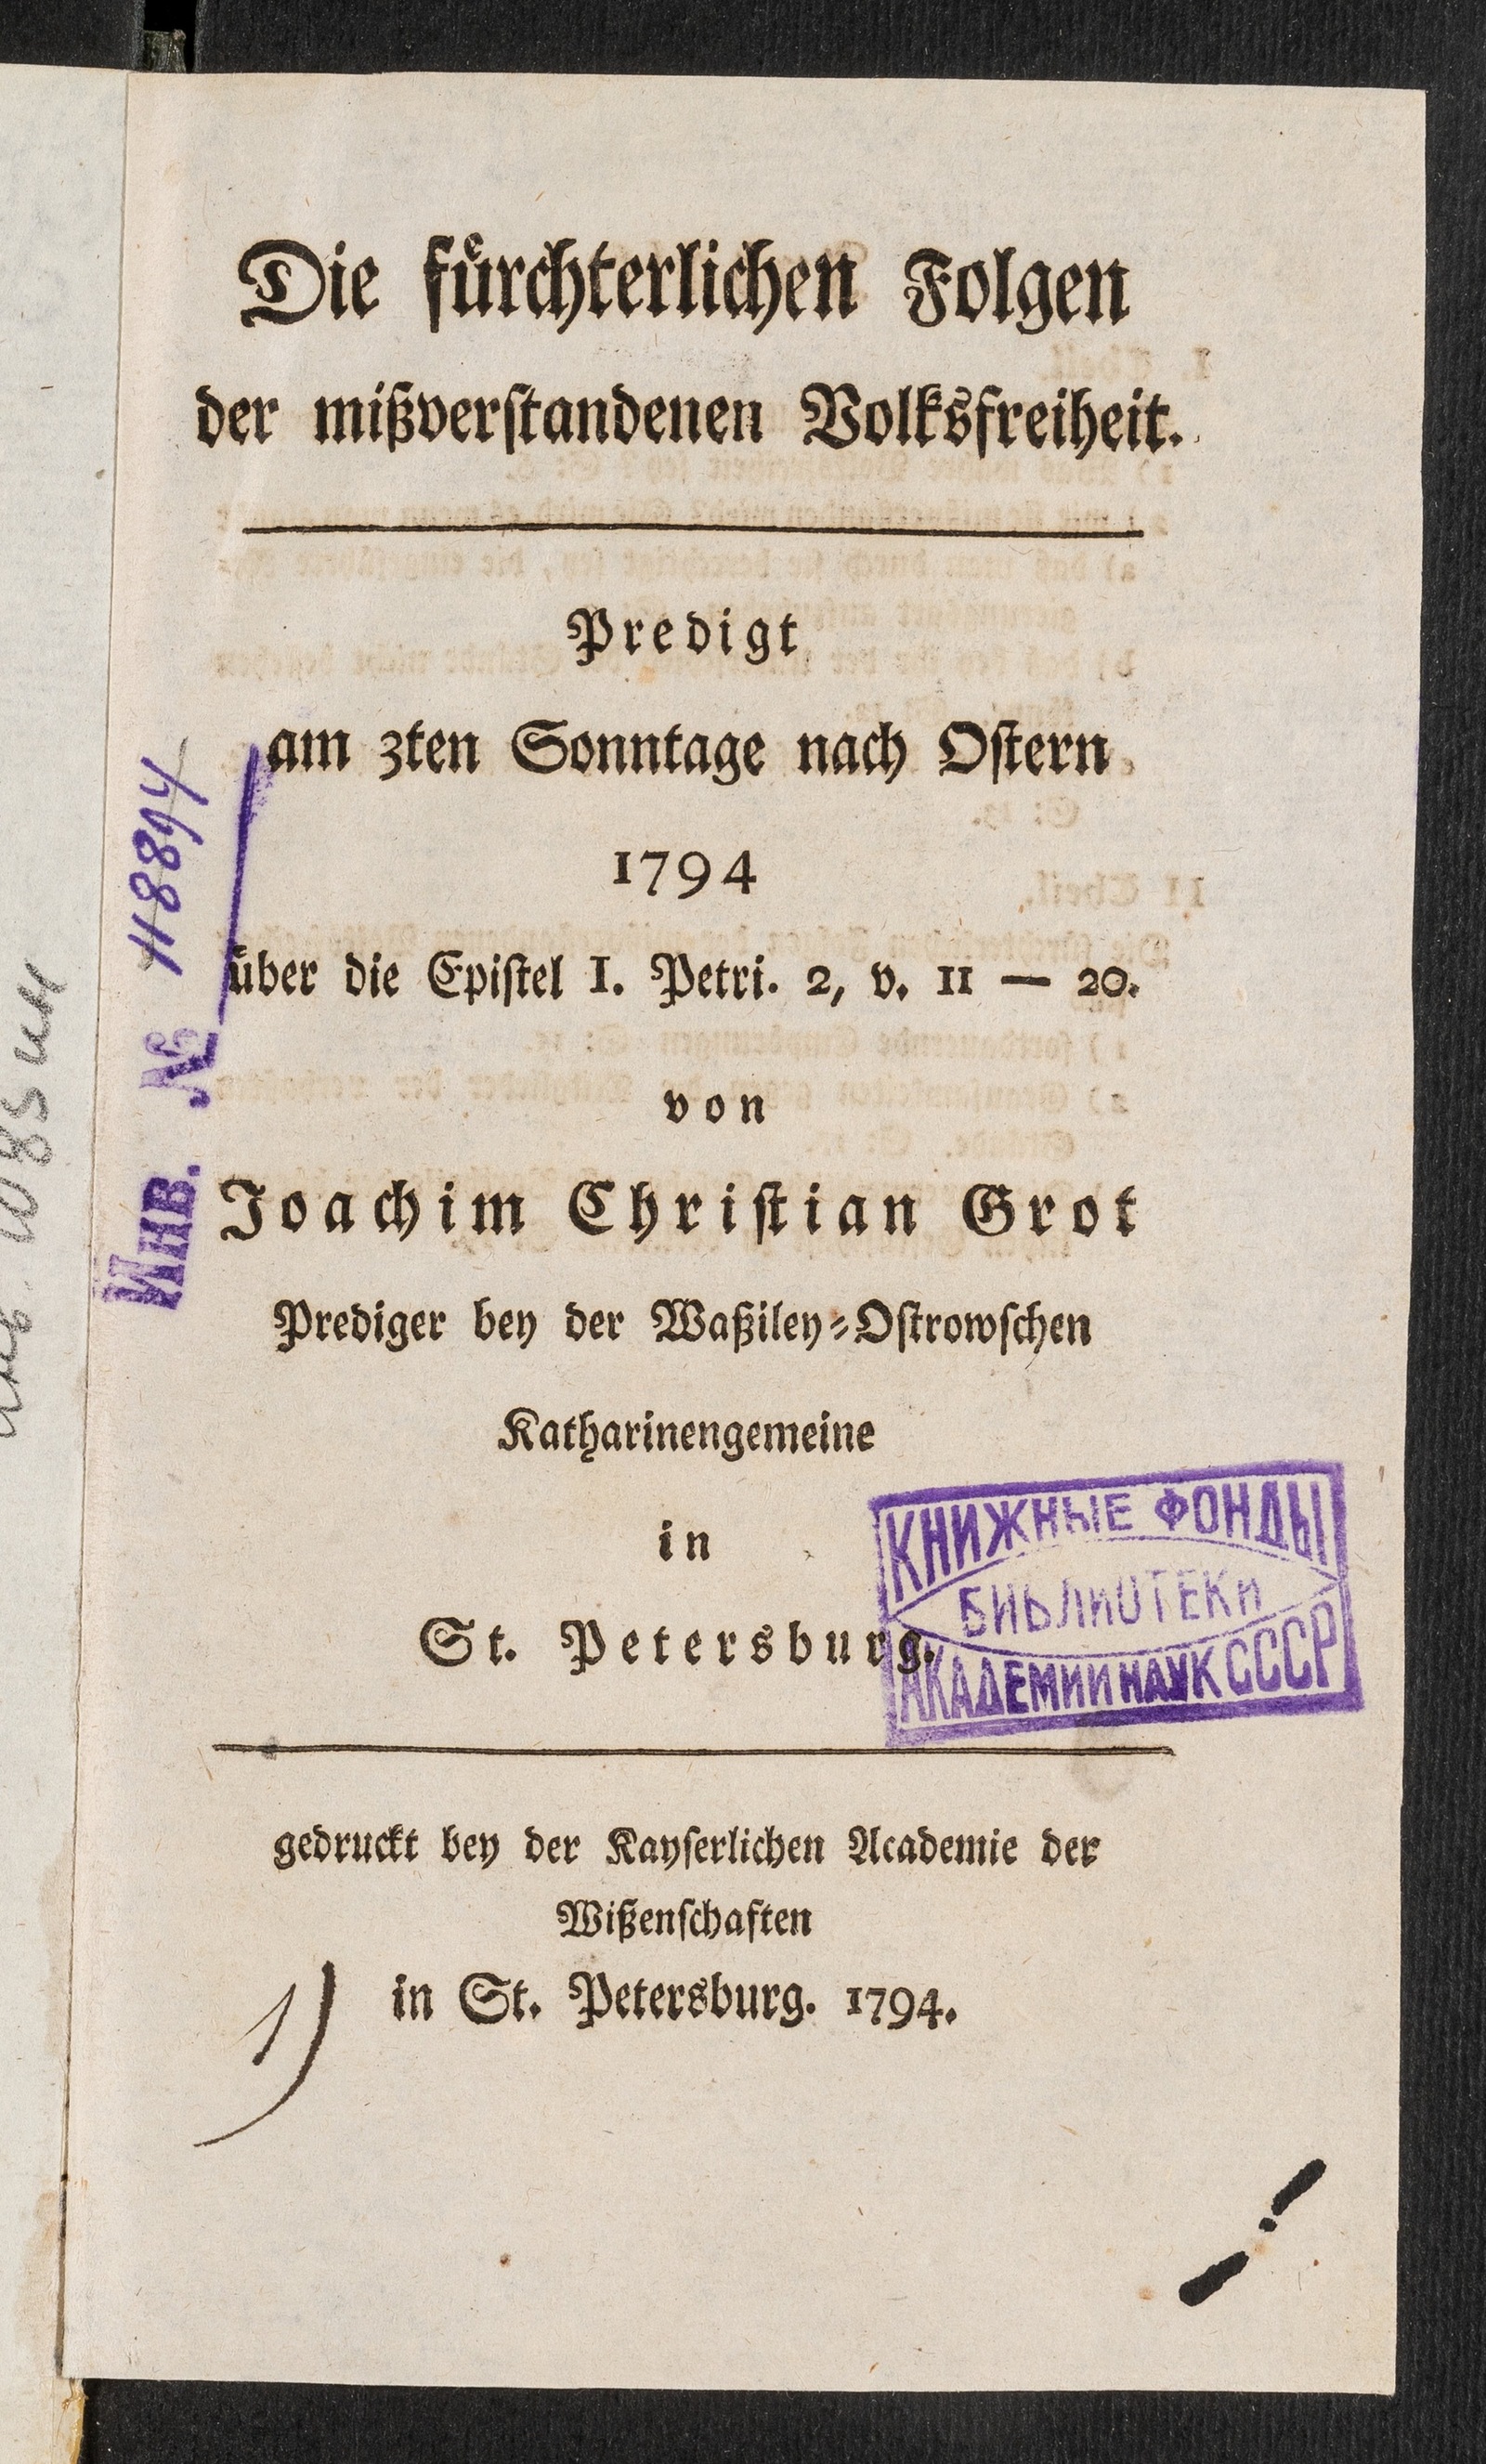 Die fürchterlichen Folgen
der mißverstandenen Volksfreiheit.
Predigt
am 3ten Sonntage nach Ostern
1794
über die Epistel I. Petri. 2, v. 11 — 20.
von
Joachim Christian Grot
Prediger bey der Waßiley-Ostrowschen
Katharinengemeine
in
St. Petersburg.
gedruckt bey der Kayserlichen Academie der
Wißenschaften
in St. Petersburg. 1794.
1)
Инв. №
КНИЖНЫЕ ФОНДЫ
БИБЛИОТЕКИ
АКАДЕМИИ НАУК СССР